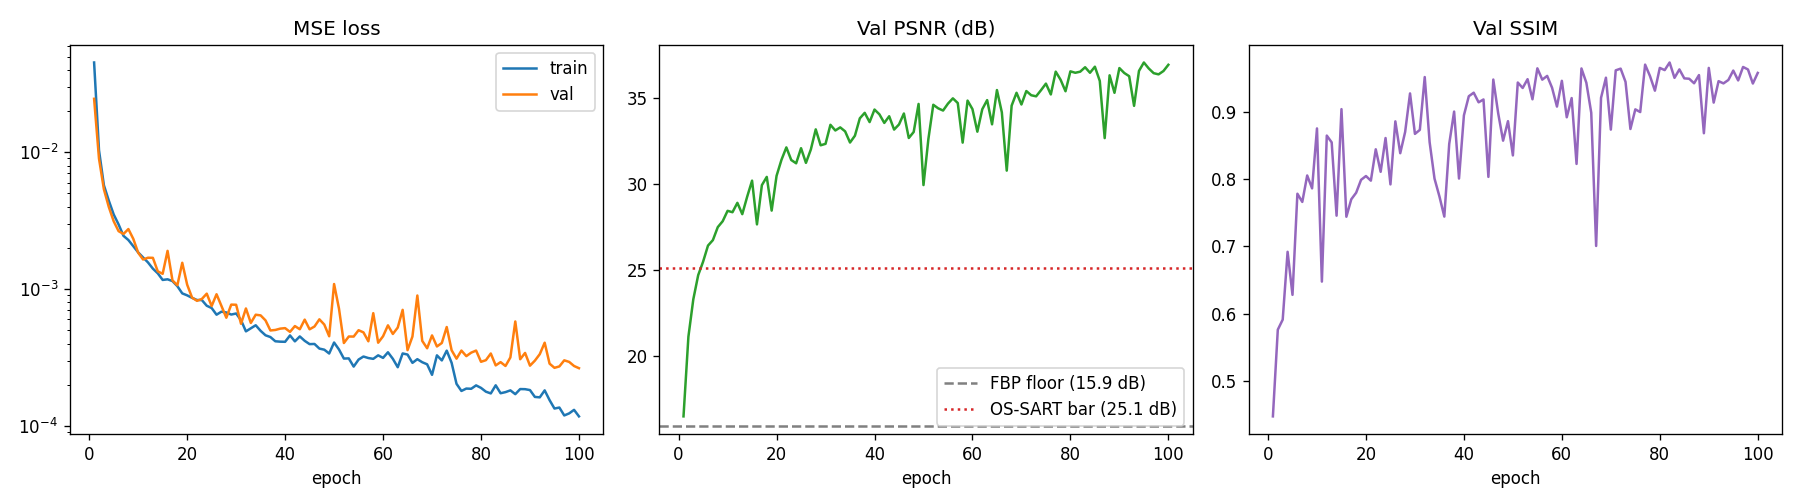 MSE loss
train
val
10⁻²
10⁻³
10⁻⁴
0 20 40 60 80 100
epoch
Val PSNR (dB)
35
30
25
20
FBP floor (15.9 dB)
OS-SART bar (25.1 dB)
0 20 40 60 80 100
epoch
Val SSIM
0.9
0.8
0.7
0.6
0.5
0 20 40 60 80 100
epoch